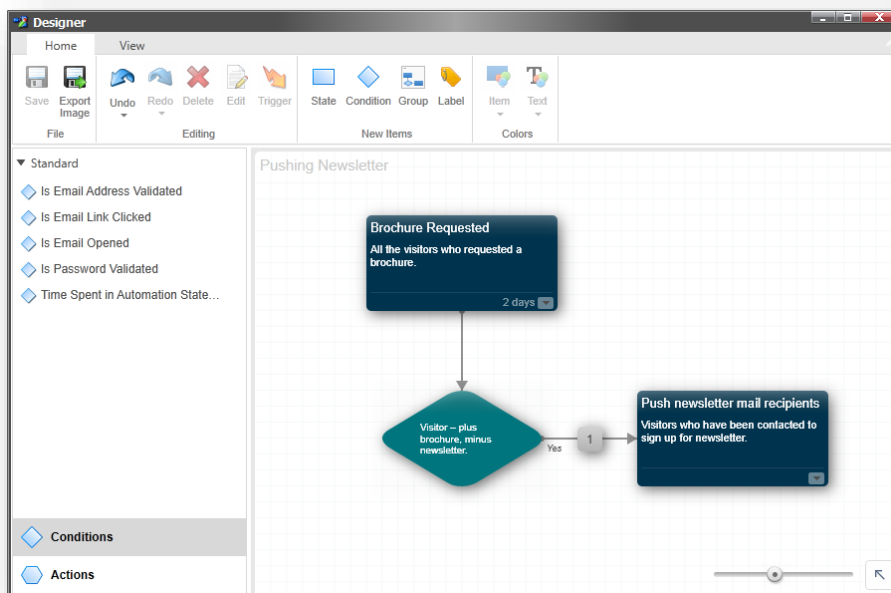 Designer
Home View
Save Export Image Undo Redo Delete Edit Trigger State Condition Group Label Item Text
File Editing New Items Colors
Standard
Is Email Address Validated
Is Email Link Clicked
Is Email Opened
Is Password Validated
Time Spent in Automation State...
Conditions
Actions
Pushing Newsletter
Brochure Requested
All the visitors who requested a
brochure.
2 days
Visitor – plus
brochure, minus
newsletter.
Yes
1
Push newsletter mail recipients
Visitors who have been contacted to
sign up for newsletter.